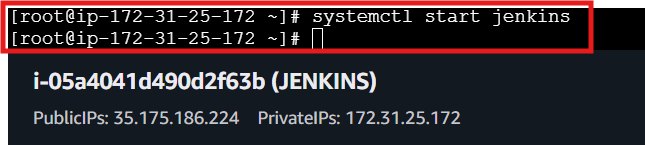 [root@ip-172-31-25-172 ~]# systemctl start jenkins
[root@ip-172-31-25-172 ~]#
i-05a4041d490d2f63b (JENKINS)
PublicIPs: 35.175.186.224 PrivateIPs: 172.31.25.172